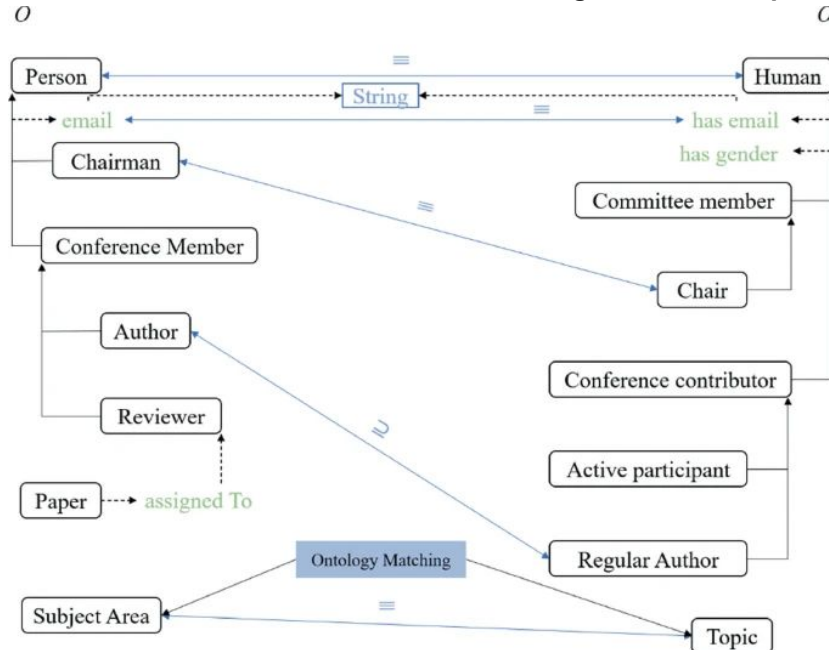 O
O
≡
Person
Human
String
email
≡
has email
has gender
Chairman
Committee member
≡
Conference Member
Chair
Author
Conference contributor
Reviewer
⊇
Active participant
Paper
assigned To
Ontology Matching
Regular Author
Subject Area
≡
Topic